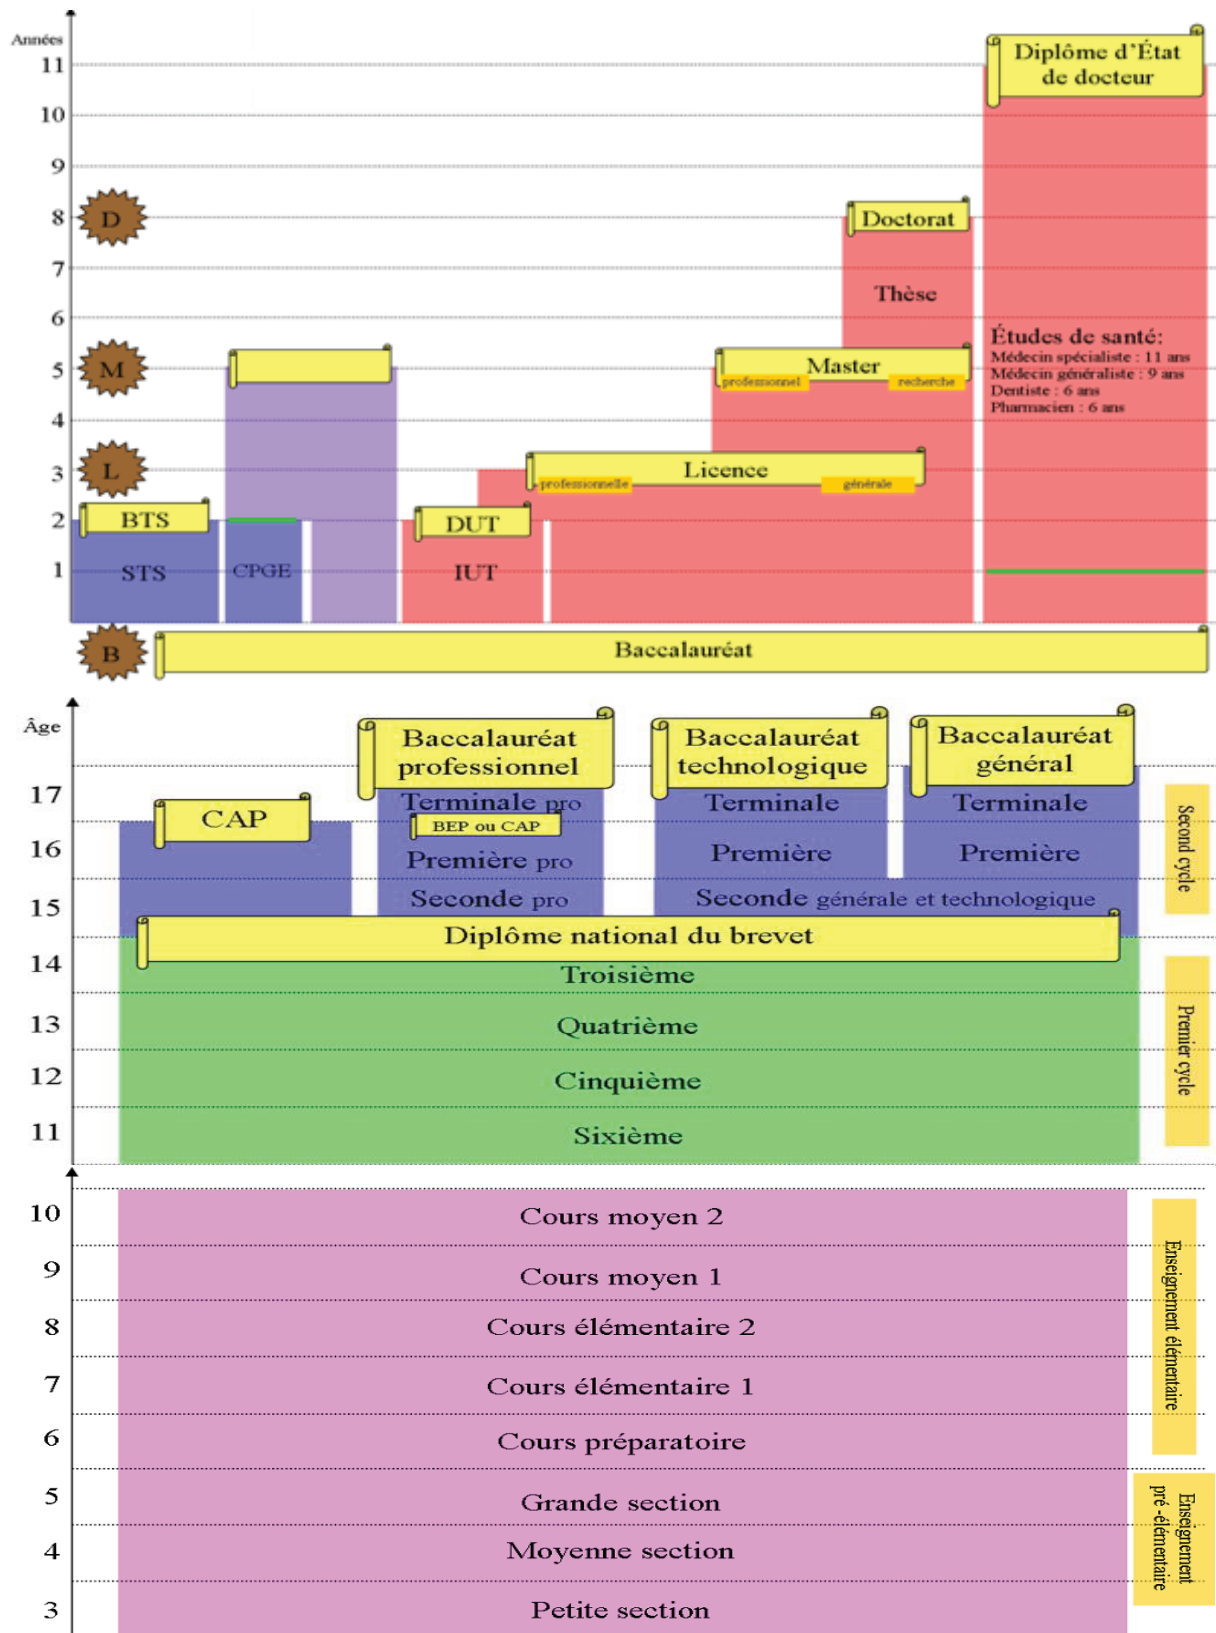 Années
11
10
9
8
7
6
5
4
3
2
1
Diplôme d'État
de docteur
D
Doctorat
Thèse
Études de santé:
Médecin spécialiste : 11 ans
Médecin généraliste : 9 ans
Dentiste : 6 ans
Pharmacien : 6 ans
M
Master
professionnel
recherche
L
Licence
professionnelle
générale
BTS
DUT
STS
CPGE
IUT
B
Baccalauréat
Âge
Baccalauréat
professionnel
Baccalauréat
technologique
Baccalauréat
général
17
Terminale pro
Terminale
Terminale
CAP
BEP ou CAP
16
Première pro
Première
Première
15
Seconde pro
Seconde générale et technologique
Second cycle
Diplôme national du brevet
14
Troisième
13
Quatrième
12
Cinquième
11
Sixième
Premier cycle
10
Cours moyen 2
9
Cours moyen 1
8
Cours élémentaire 2
7
Cours élémentaire 1
6
Cours préparatoire
Enseignement élémentaire
5
Grande section
4
Moyenne section
3
Petite section
Enseignement
pré -élémentaire